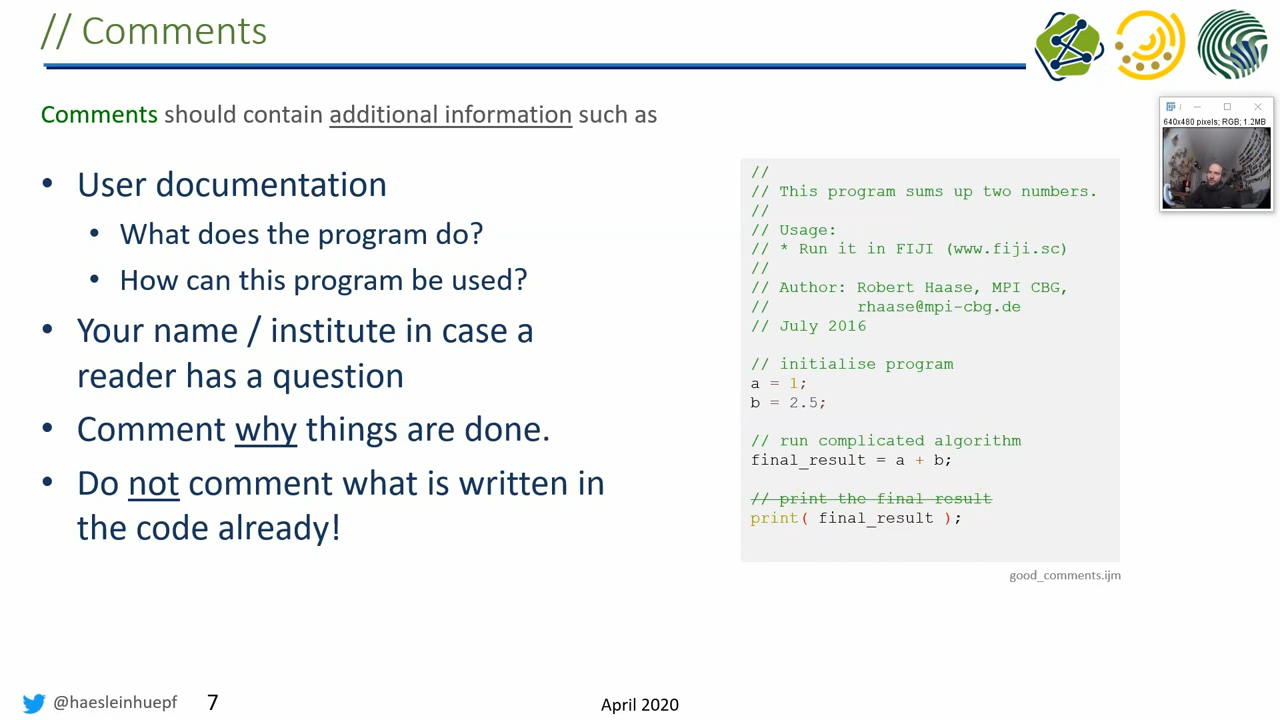 // Comments
640x480 pixels; RGB; 1.2MB
Comments should contain additional information such as
• User documentation
• What does the program do?
• How can this program be used?
• Your name / institute in case a
reader has a question
• Comment why things are done.
• Do not comment what is written in
the code already!
//
// This program sums up two numbers.
//
// Usage:
// * Run it in FIJI (www.fiji.sc)
//
// Author: Robert Haase, MPI CBG,
//         rhaase@mpi-cbg.de
// July 2016
// initialise program
a = 1;
b = 2.5;
// run complicated algorithm
final_result = a + b;
// print the final result
print( final_result );
good_comments.ijm
@haesleinhuepf
7
April 2020